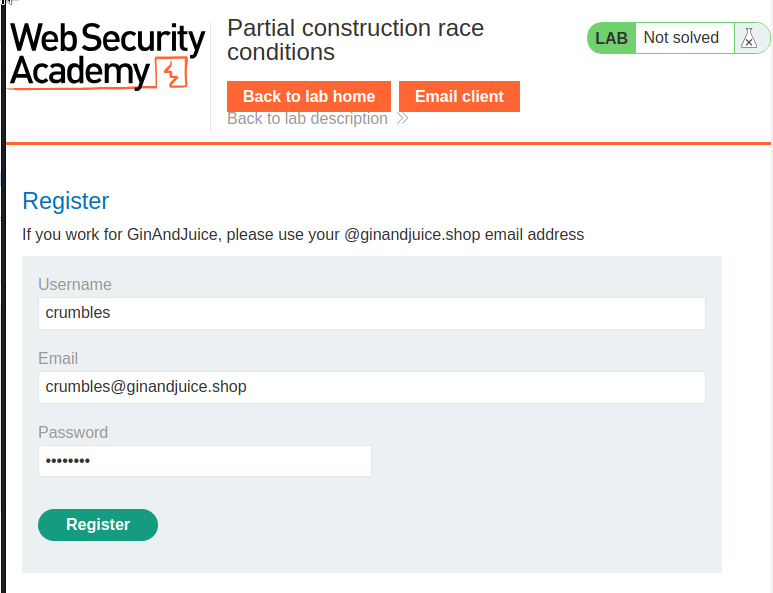 Web Security
Academy
Partial construction race
conditions
LAB Not solved
Back to lab home Email client
Back to lab description
Register
If you work for GinAndJuice, please use your @ginandjuice.shop email address
Username
crumbles
Email
crumbles@ginandjuice.shop
Password
••••••••
Register